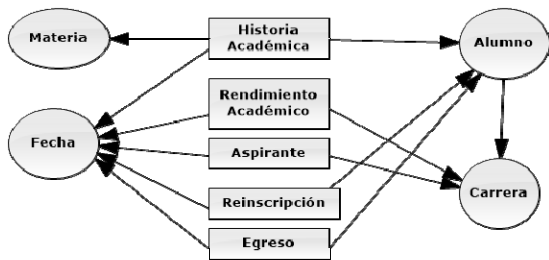 Materia
Historia
Académica
Alumno
Rendimiento
Académico
Fecha
Aspirante
Reinscripción
Carrera
Egreso